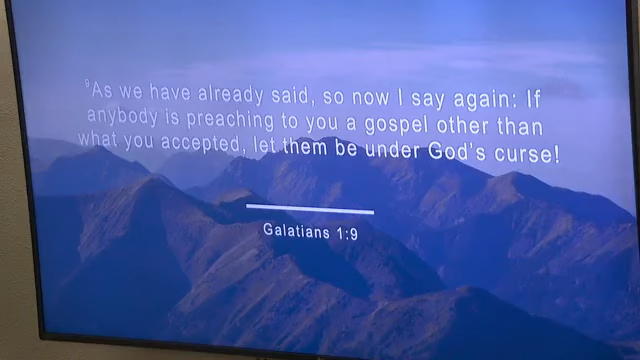 ⁹As we have already said, so now I say again: If
anybody is preaching to you a gospel other than
what you accepted, let them be under God's curse!
Galatians 1:9